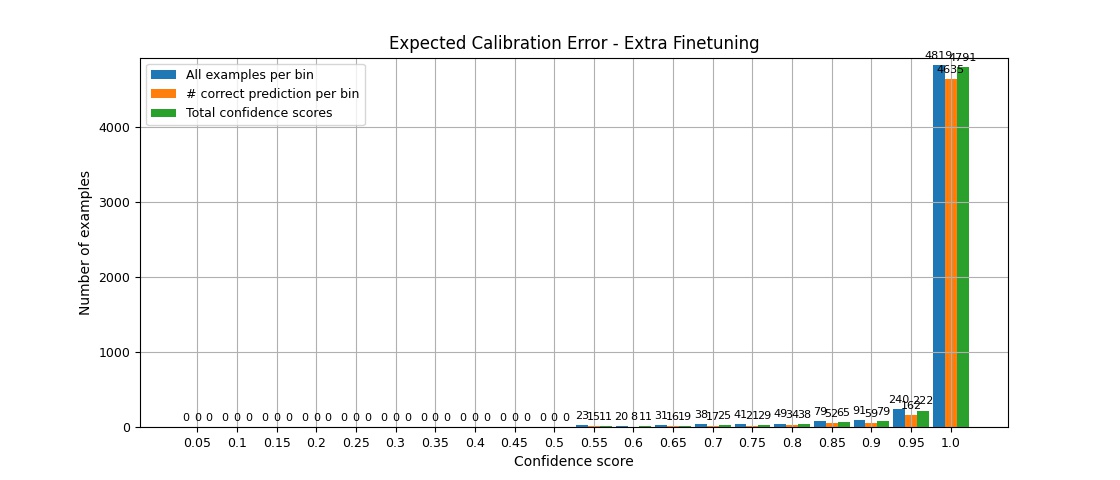 Expected Calibration Error - Extra Finetuning
All examples per bin
# correct prediction per bin
Total confidence scores
Number of examples
4000
3000
2000
1000
0
4819 4635 4791
0 0 0 0 0 0 0 0 0 0 0 0 0 0 0 0 0 0 0 0 0 0 0 0 0 0 0 0 0 0 23 15 11 20 8 11 31 16 19 38 17 25 41 21 29 49 34 38 79 52 65 91 59 79 240 162 222
0.05 0.1 0.15 0.2 0.25 0.3 0.35 0.4 0.45 0.5 0.55 0.6 0.65 0.7 0.75 0.8 0.85 0.9 0.95 1.0
Confidence score